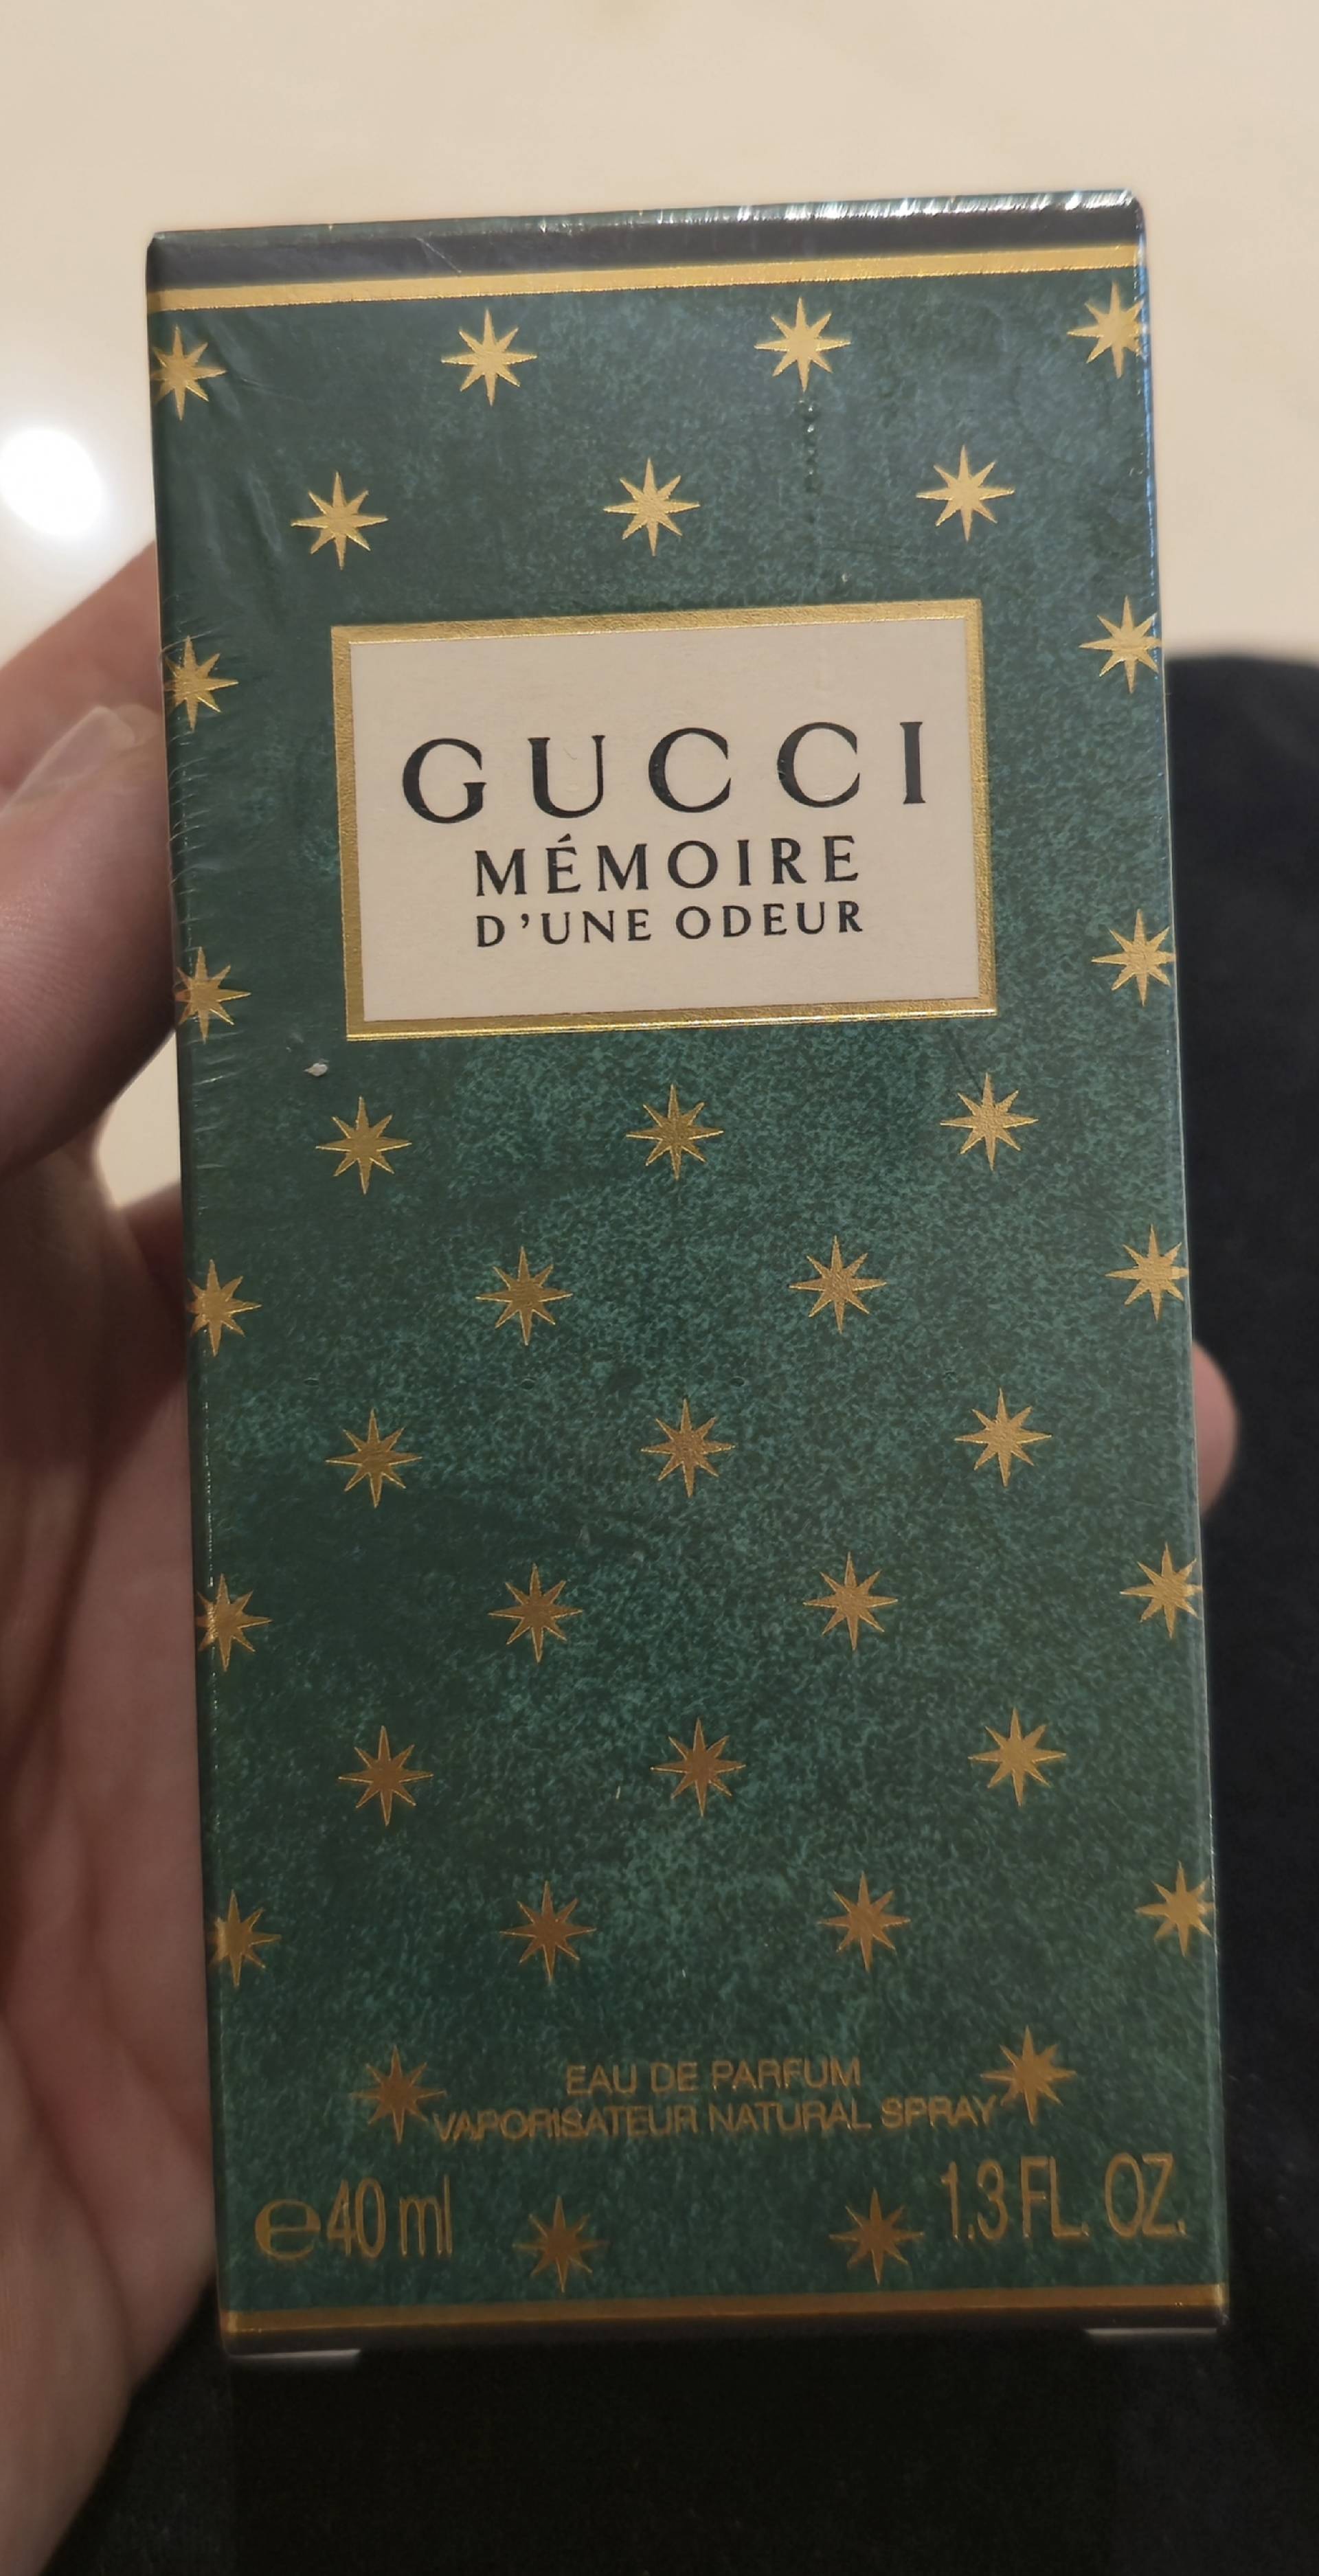 GUCCI
MÉMOIRE
D'UNE ODEUR
EAU DE PARFUM
VAPORISATEUR NATURAL SPRAY
℮40 ml 1.3 FL. OZ.